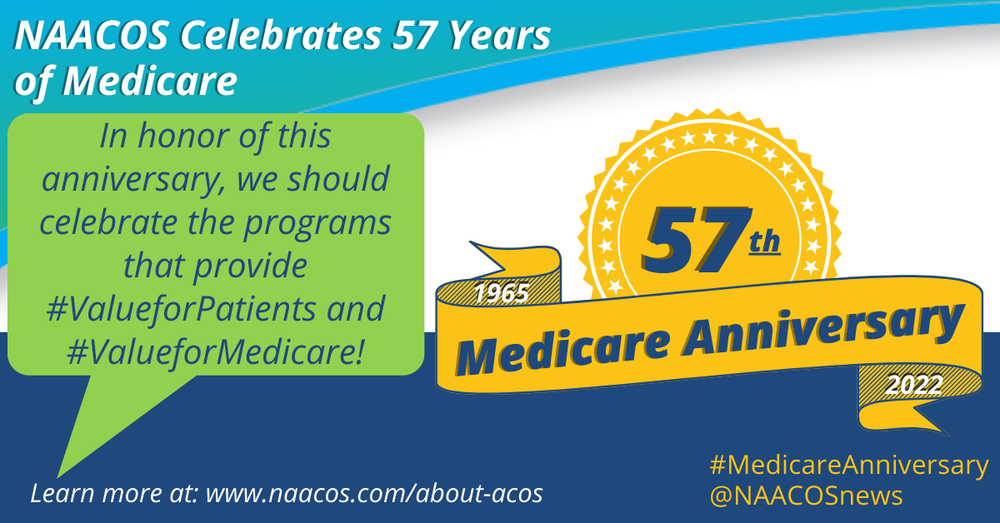 NAACOS Celebrates 57 Years
of Medicare
In honor of this
anniversary, we should
celebrate the programs
that provide
#ValueforPatients and
#ValueforMedicare!
57th
1965
Medicare Anniversary
2022
Learn more at: www.naacos.com/about-acos
#MedicareAnniversary
@NAACOSnews